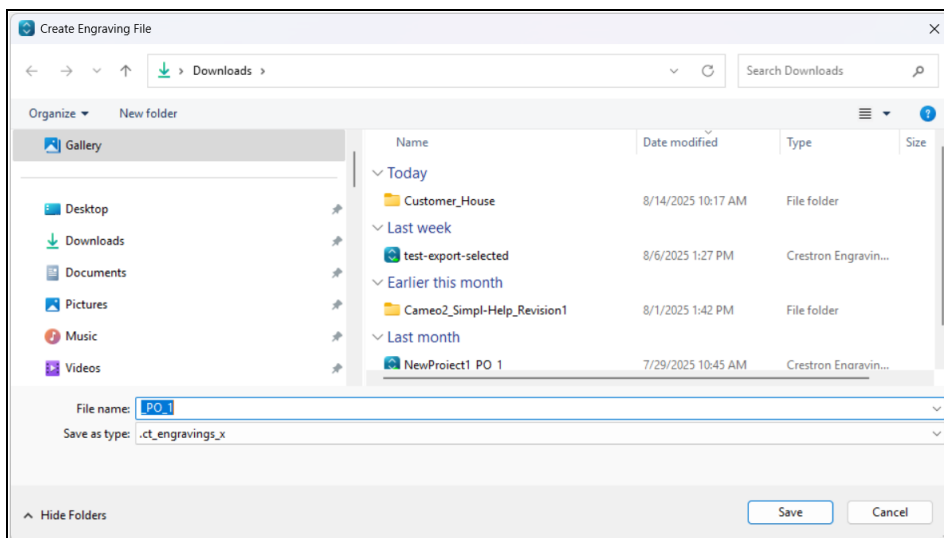 Create Engraving File
Downloads
Search Downloads
Organize New folder
Gallery
Desktop
Downloads
Documents
Pictures
Music
Videos
Name Date modified Type Size
Today
Customer_House 8/14/2025 10:17 AM File folder
Last week
test-export-selected 8/6/2025 1:27 PM Crestron Engravin...
Earlier this month
Cameo2_Simpl-Help_Revision1 8/1/2025 1:42 PM File folder
Last month
NewProject1_PO_1 7/29/2025 10:45 AM Crestron Engravin...
File name: _PO_1
Save as type: .ct_engravings_x
Hide Folders
Save Cancel